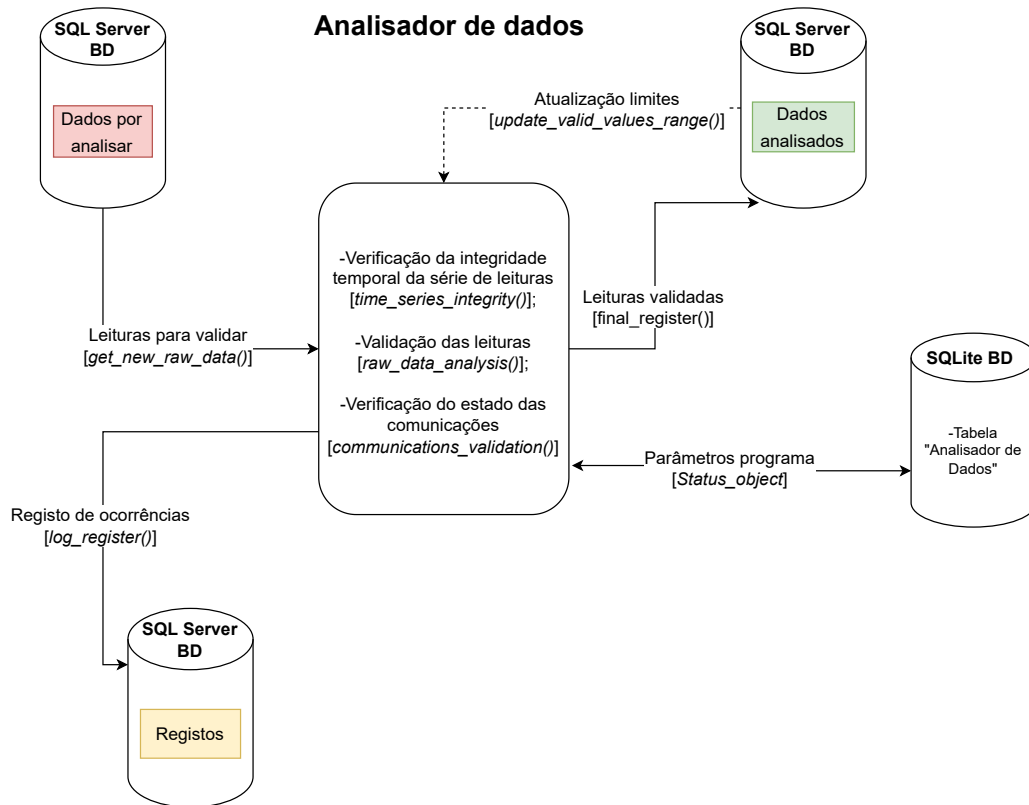 Analisador de dados
SQL Server
BD
Dados por
analisar
SQL Server
BD
Dados
analisados
Atualização limites
[update_valid_values_range()]
-Verificação da integridade
temporal da série de leituras
[time_series_integrity()];
-Validação das leituras
[raw_data_analysis()];
-Verificação do estado das
comunicações
[communications_validation()]
Leituras para validar
[get_new_raw_data()]
Leituras validadas
[final_register()]
SQLite BD
-Tabela
"Analisador de
Dados"
Parâmetros programa
[Status_object]
Registo de ocorrências
[log_register()]
SQL Server
BD
Registos